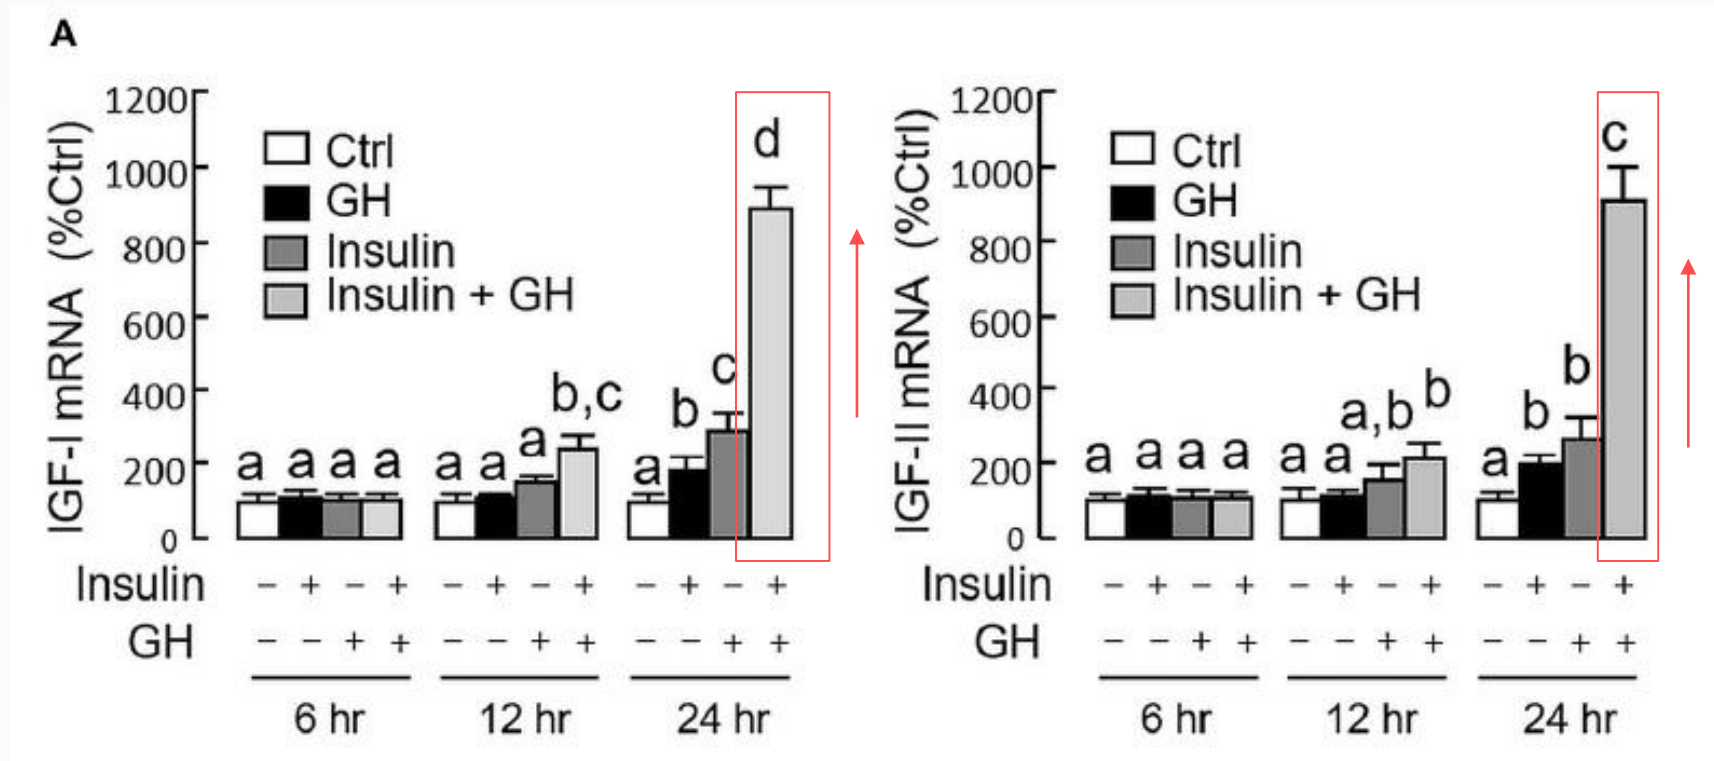 A
IGF-I mRNA (%Ctrl)
1200
1000
800
600
400
200
0
Ctrl
GH
Insulin
Insulin + GH
a a a a
a a a b,c
a b c d
Insulin − + − + − + − + − + − +
GH − − + + − − + + − − + +
6 hr 12 hr 24 hr
IGF-II mRNA (%Ctrl)
1200
1000
800
600
400
200
0
Ctrl
GH
Insulin
Insulin + GH
a a a a
a a a,b b
a b b c
Insulin − + − + − + − + − + − +
GH − − + + − − + + − − + +
6 hr 12 hr 24 hr